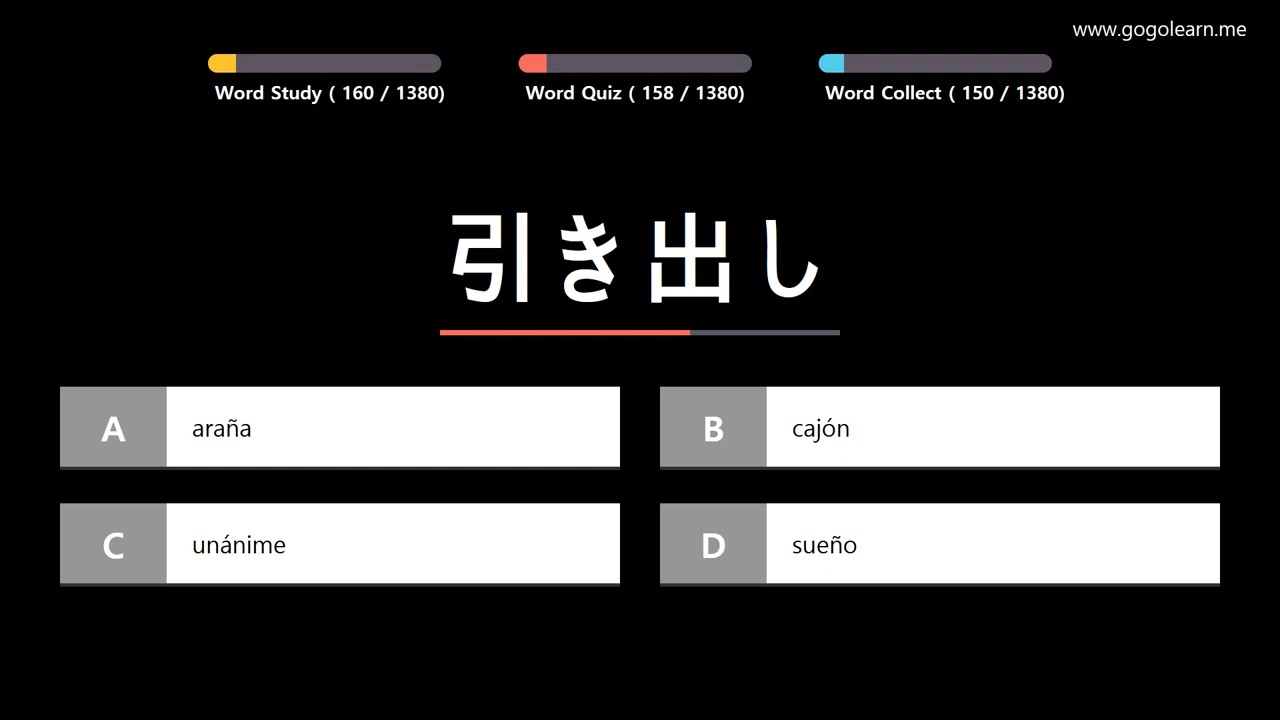 www.gogolearn.me
Word Study ( 160 / 1380)
Word Quiz ( 158 / 1380)
Word Collect ( 150 / 1380)
引き出し
A araña
B cajón
C unánime
D sueño